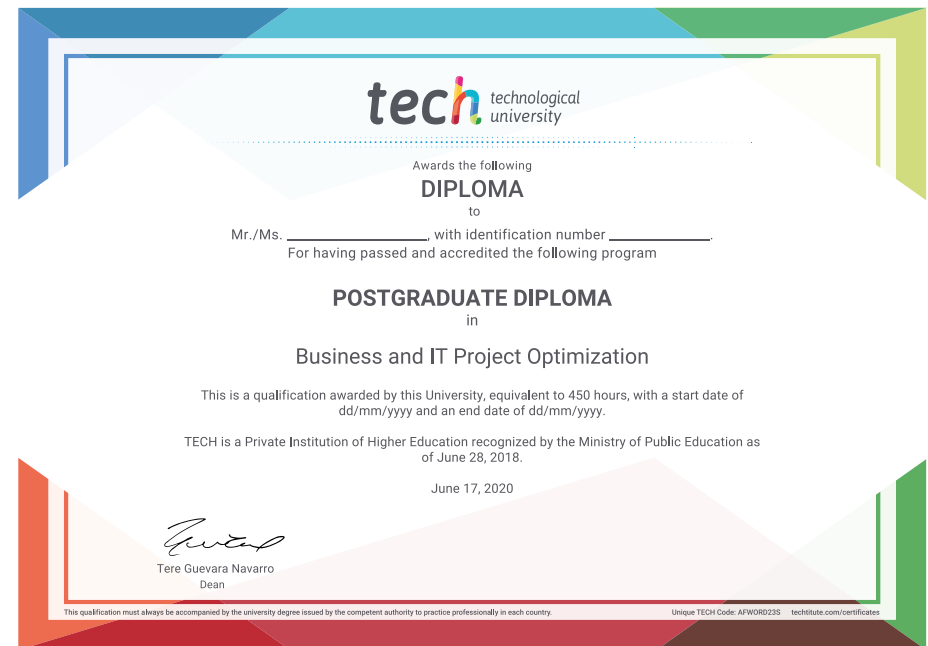 tech technological
university
Awards the following
DIPLOMA
to
Mr./Ms. ____________________, with identification number ______________.
For having passed and accredited the following program
POSTGRADUATE DIPLOMA
in
Business and IT Project Optimization
This is a qualification awarded by this University, equivalent to 450 hours, with a start date of
dd/mm/yyyy and an end date of dd/mm/yyyy.
TECH is a Private Institution of Higher Education recognized by the Ministry of Public Education as
of June 28, 2018.
June 17, 2020
Tere Guevara Navarro
Dean
This qualification must always be accompanied by the university degree issued by the competent authority to practice professionally in each country.
Unique TECH Code: AFWORD23S techtitute.com/certificates